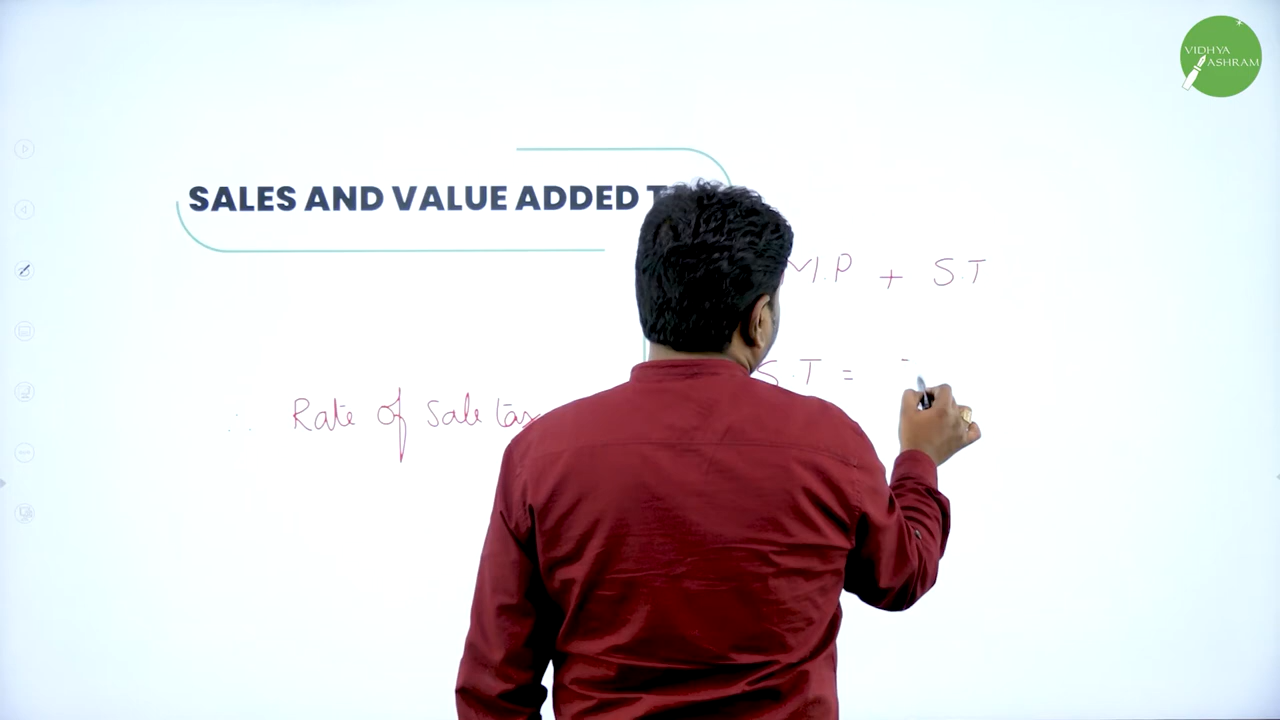 VIDHYA ASHRAM
SALES AND VALUE ADDED
M.P + S.T
S.T =
∴ Rate of Sale tax